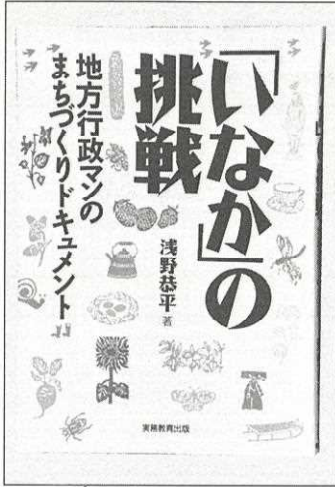 「いなか」の
挑戦
地方行政マンの
まちづくりドキュメント
浅野恭平 著
実務教育出版